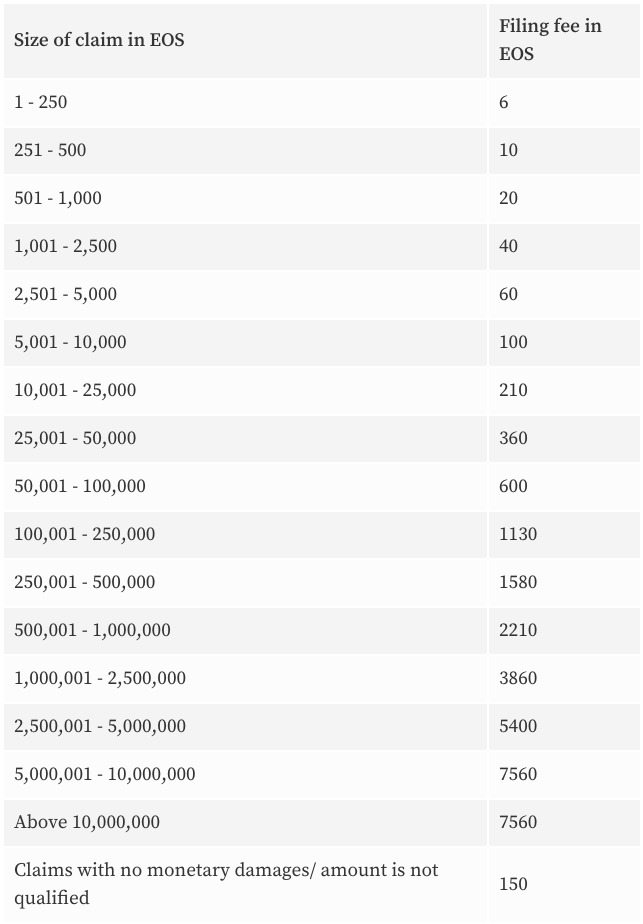 Size of claim in EOS
Filing fee in
EOS
1 - 250
6
251 - 500
10
501 - 1,000
20
1,001 - 2,500
40
2,501 - 5,000
60
5,001 - 10,000
100
10,001 - 25,000
210
25,001 - 50,000
360
50,001 - 100,000
600
100,001 - 250,000
1130
250,001 - 500,000
1580
500,001 - 1,000,000
2210
1,000,001 - 2,500,000
3860
2,500,001 - 5,000,000
5400
5,000,001 - 10,000,000
7560
Above 10,000,000
7560
Claims with no monetary damages/ amount is not
qualified
150